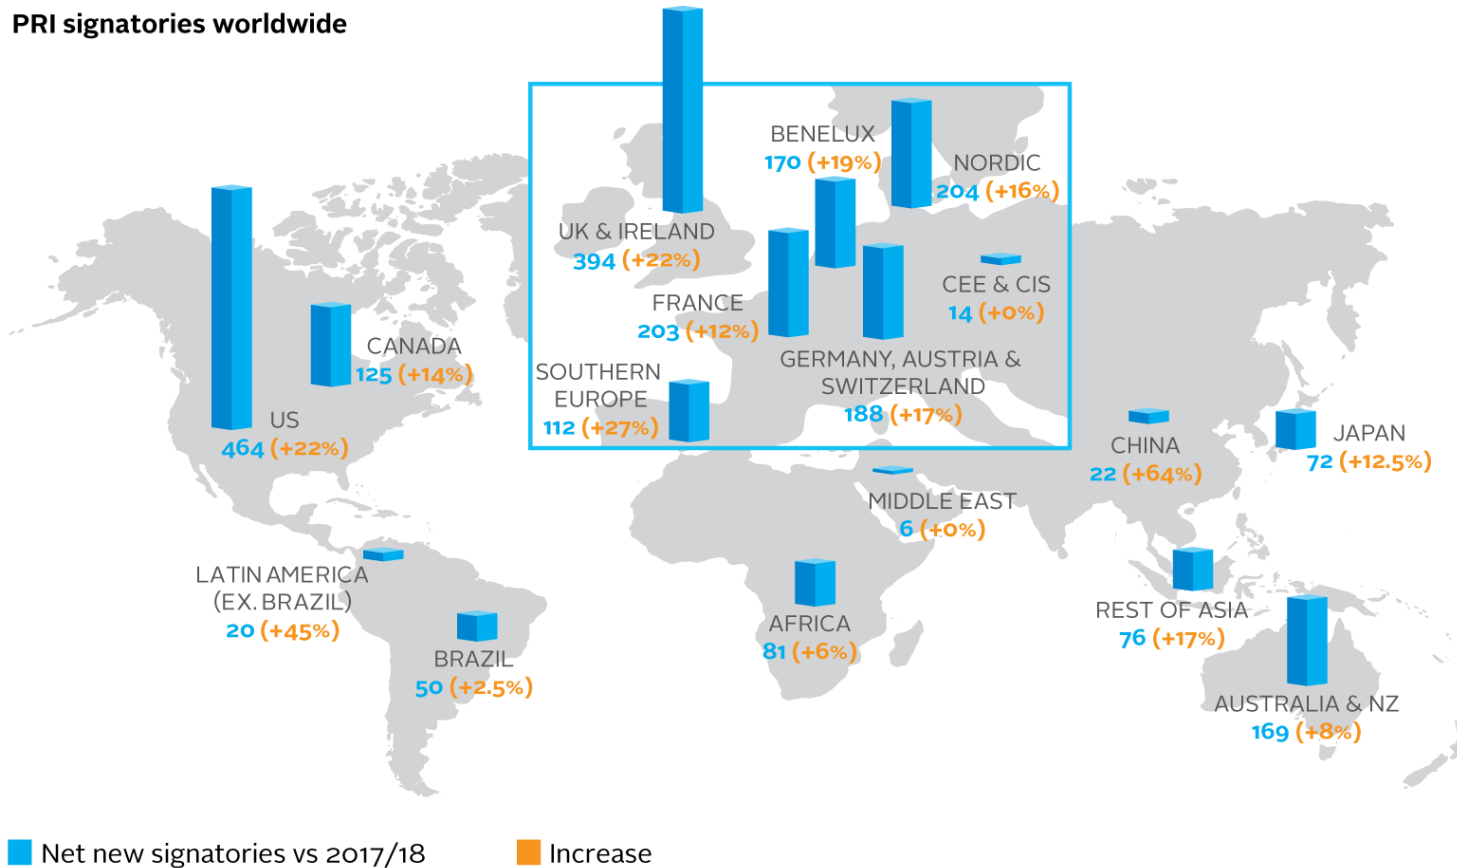 PRI signatories worldwide
BENELUX
170 (+19%)
NORDIC
204 (+16%)
UK & IRELAND
394 (+22%)
CEE & CIS
14 (+0%)
FRANCE
203 (+12%)
CANADA
125 (+14%)
GERMANY, AUSTRIA &
SWITZERLAND
188 (+17%)
SOUTHERN
EUROPE
112 (+27%)
US
464 (+22%)
CHINA
22 (+64%)
JAPAN
72 (+12.5%)
MIDDLE EAST
6 (+0%)
LATIN AMERICA
(EX. BRAZIL)
20 (+45%)
BRAZIL
50 (+2.5%)
AFRICA
81 (+6%)
REST OF ASIA
76 (+17%)
AUSTRALIA & NZ
169 (+8%)
Net new signatories vs 2017/18
Increase